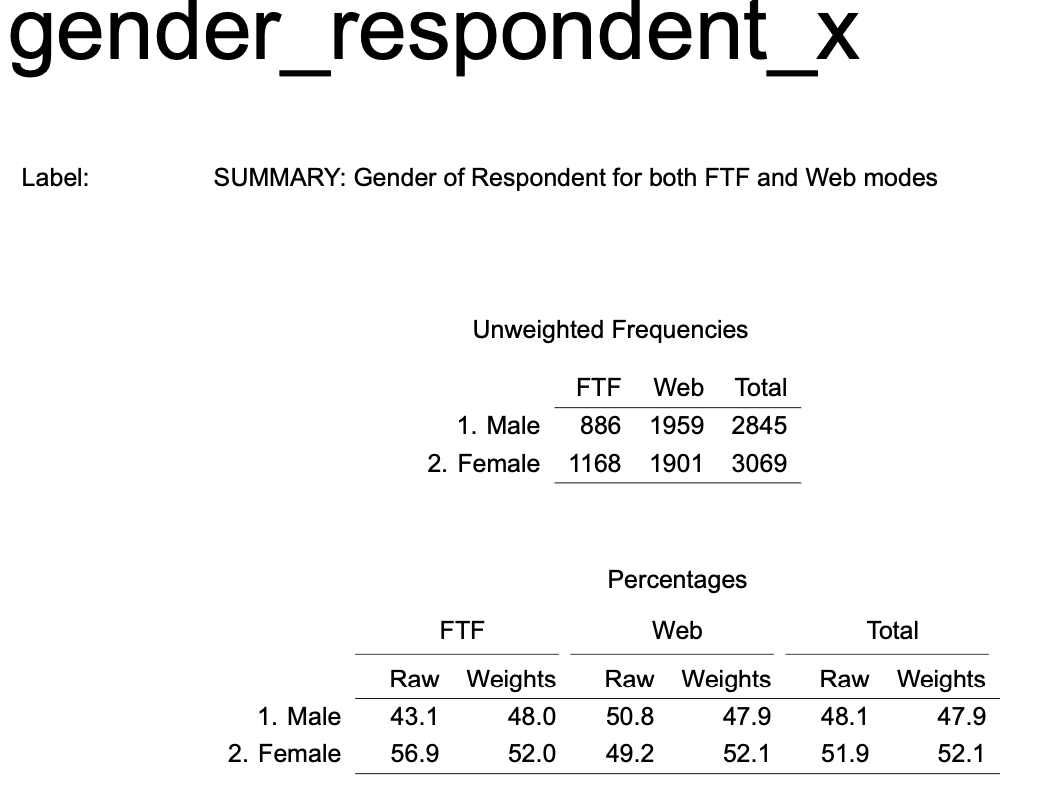 gender_respondent_x
Label: SUMMARY: Gender of Respondent for both FTF and Web modes
Unweighted Frequencies
FTF Web Total
1. Male 886 1959 2845
2. Female 1168 1901 3069
Percentages
FTF Web Total
Raw Weights Raw Weights Raw Weights
1. Male 43.1 48.0 50.8 47.9 48.1 47.9
2. Female 56.9 52.0 49.2 52.1 51.9 52.1